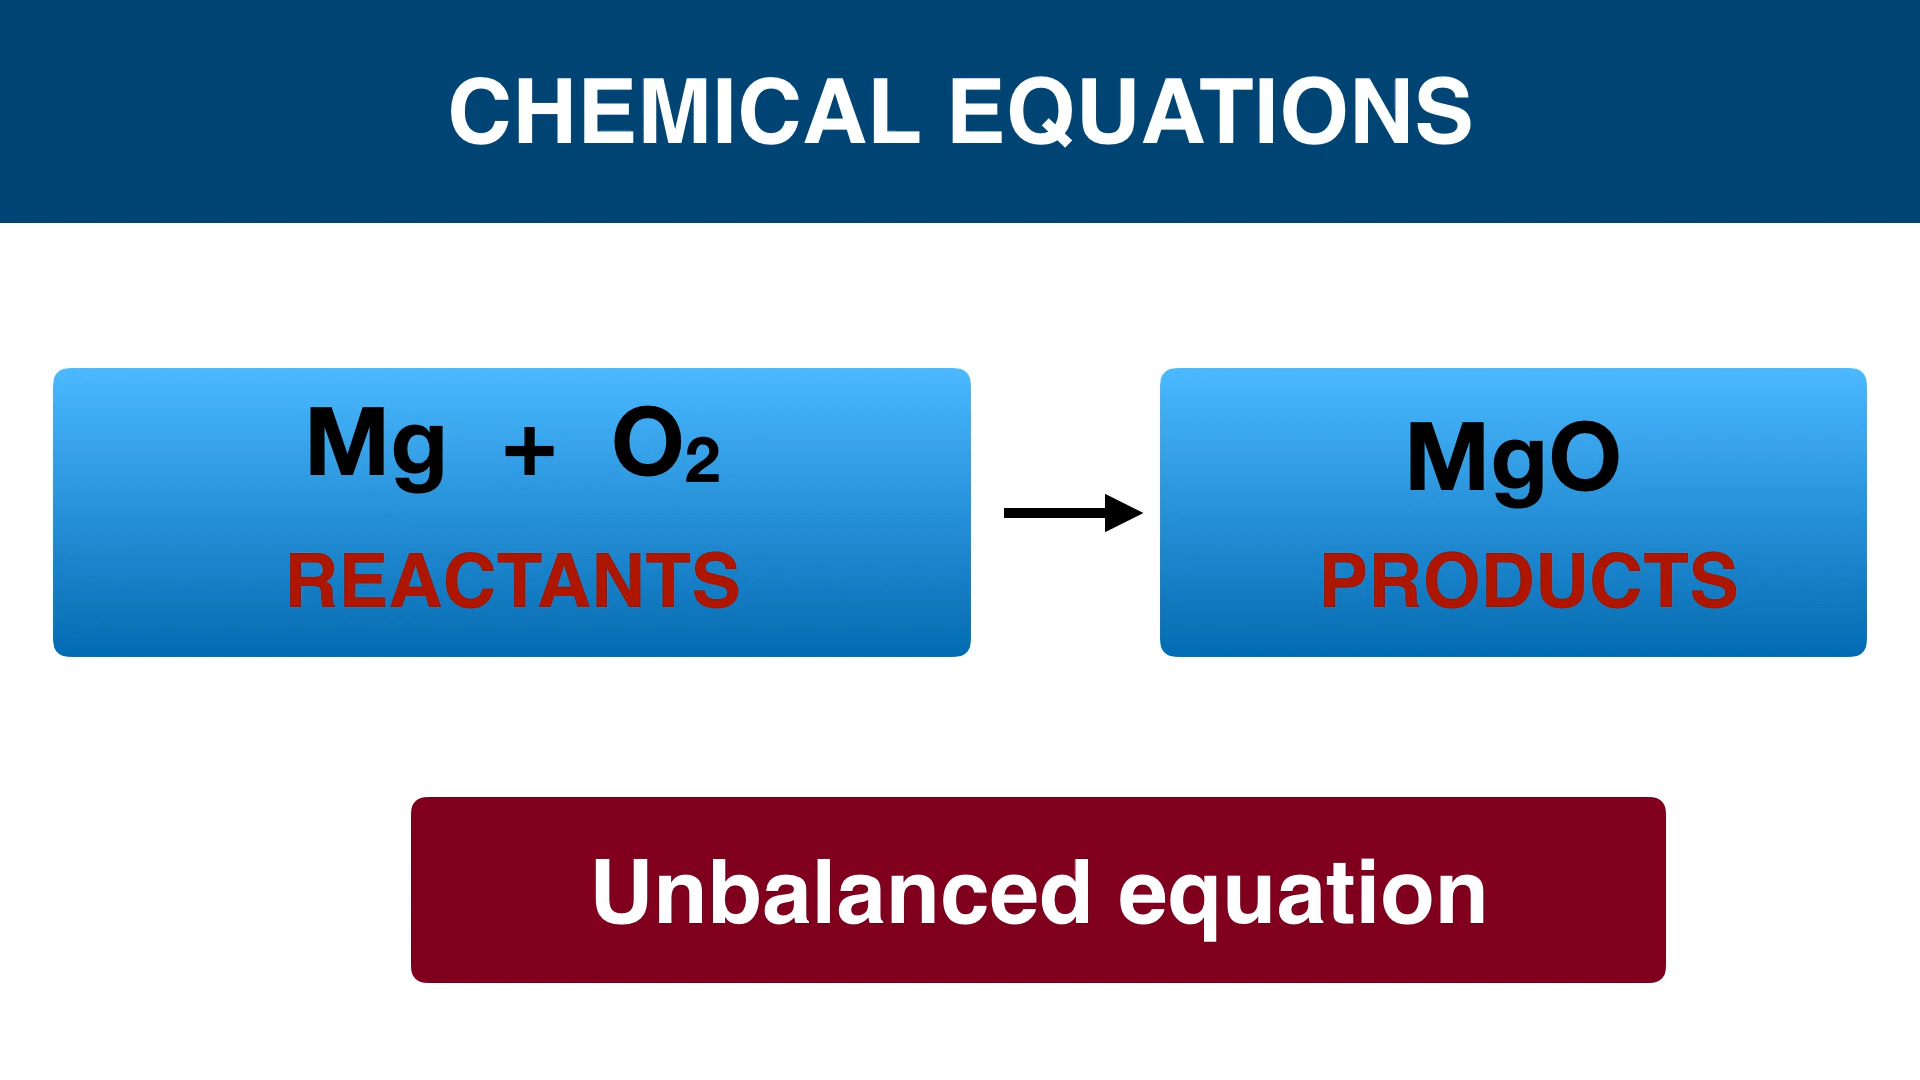 CHEMICAL EQUATIONS
Mg + O₂
REACTANTS
MgO
PRODUCTS
Unbalanced equation